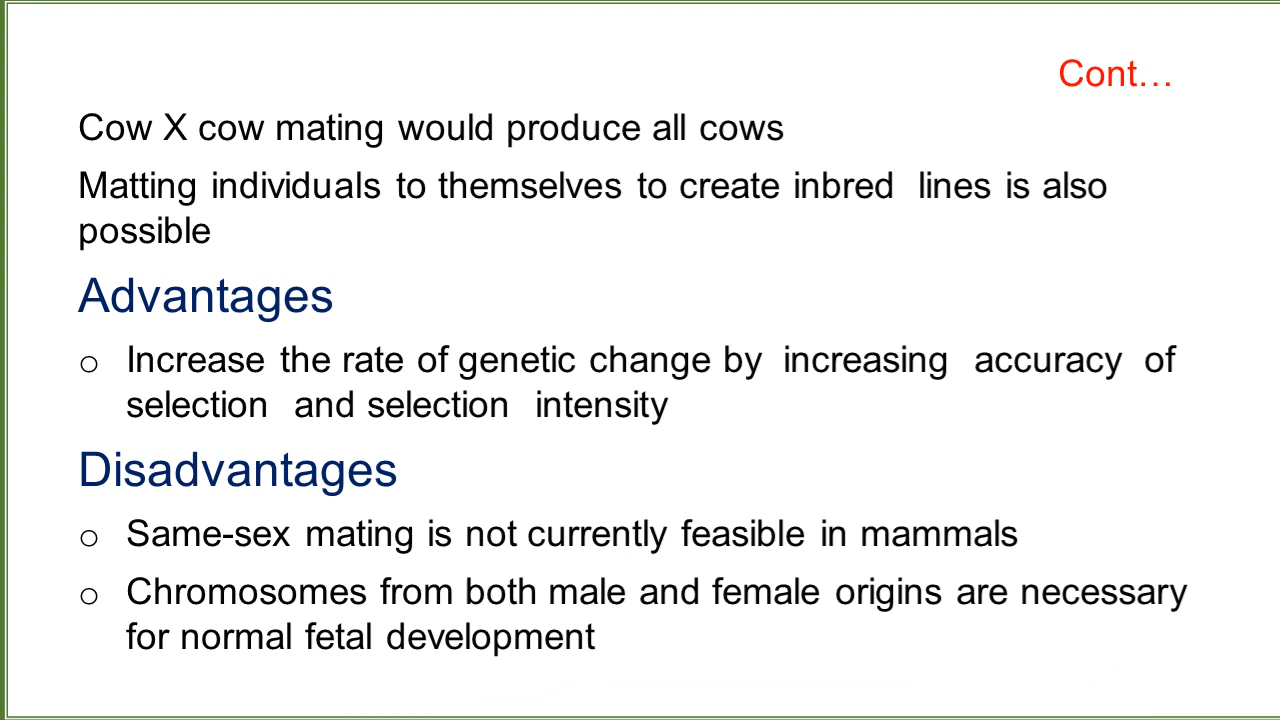 Cont…
Cow X cow mating would produce all cows
Matting individuals to themselves to create inbred lines is also
possible
Advantages
o Increase the rate of genetic change by increasing accuracy of
selection and selection intensity
Disadvantages
o Same-sex mating is not currently feasible in mammals
o Chromosomes from both male and female origins are necessary
for normal fetal development